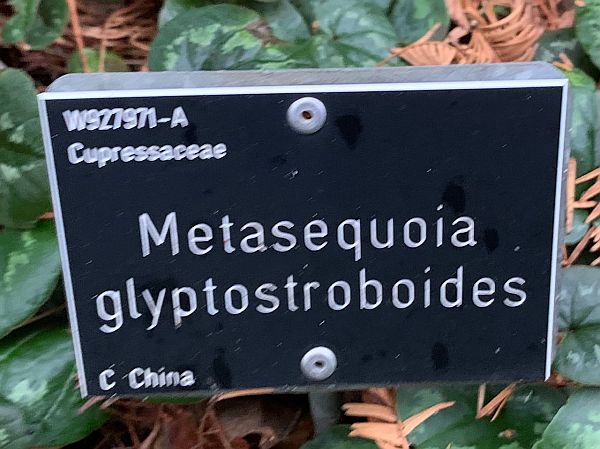 W927971-A
Cupressaceae
Metasequoia
glyptostroboides
C China